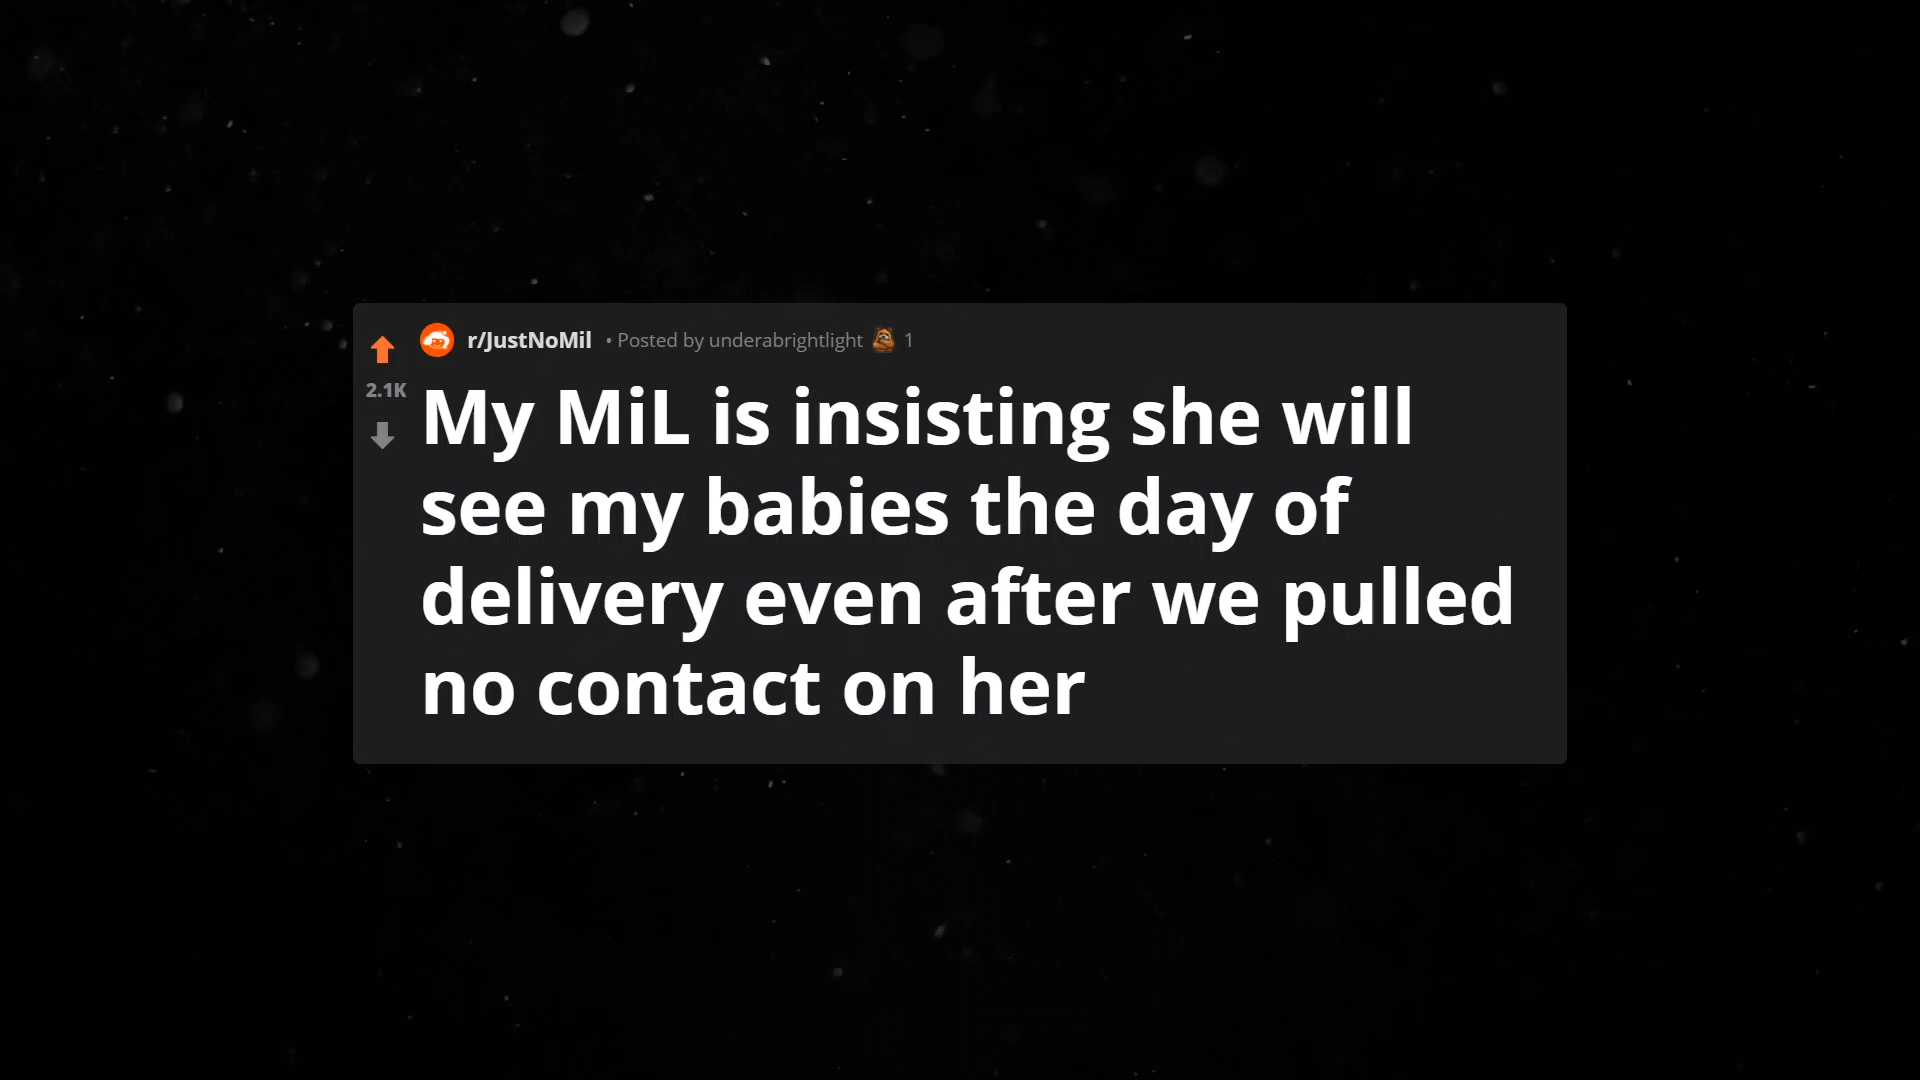 r/JustNoMil • Posted by underabrightlight 1
2.1K
My MiL is insisting she will
see my babies the day of
delivery even after we pulled
no contact on her